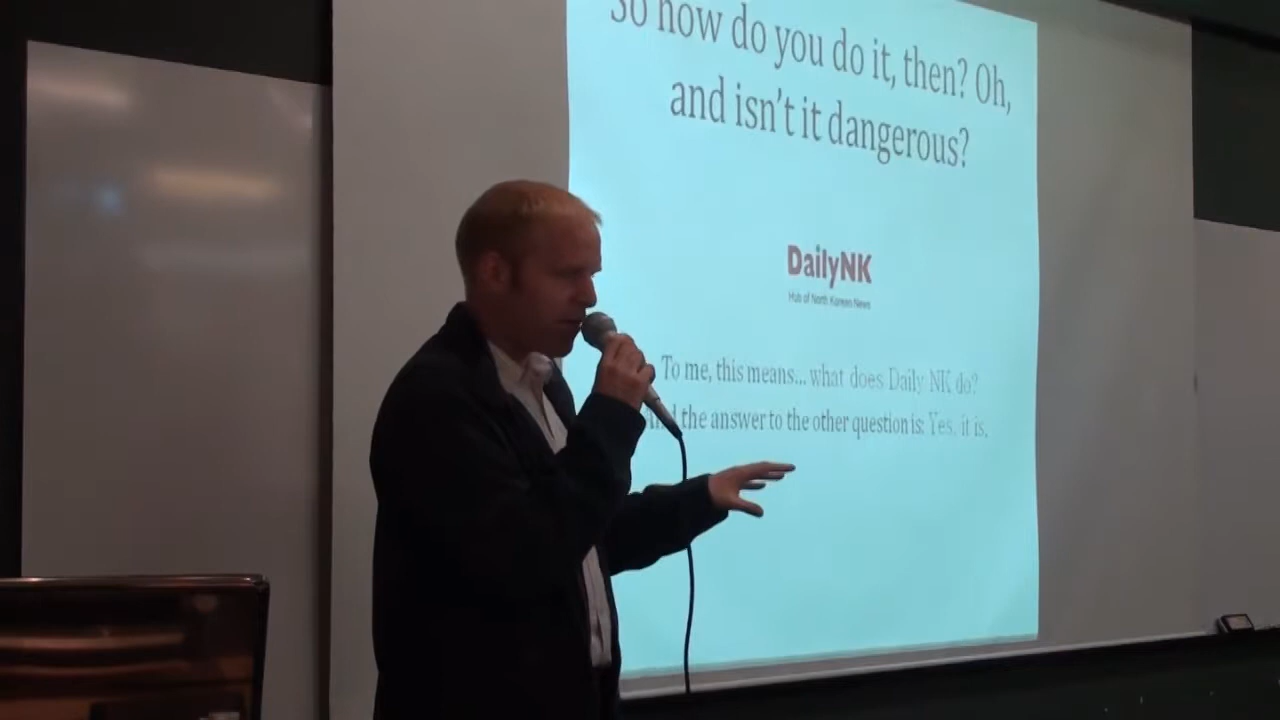 So how do you do it, then? Oh,
and isn't it dangerous?
DailyNK
Hub of North Korean News
To me, this means... what does Daily NK do?
And the answer to the other question is: Yes, it is.